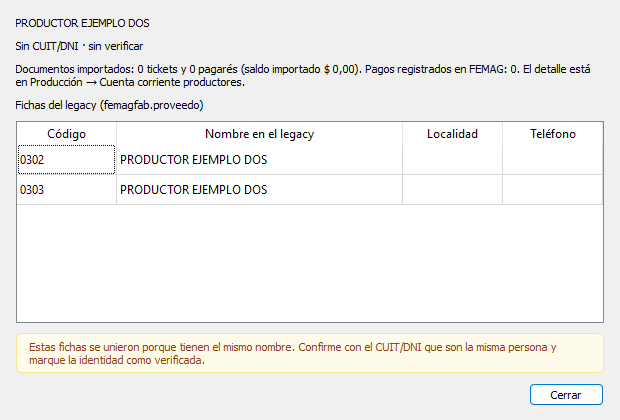 PRODUCTOR EJEMPLO DOS
Sin CUIT/DNI · sin verificar
Documentos importados: 0 tickets y 0 pagarés (saldo importado $ 0,00). Pagos registrados en FEMAG: 0. El detalle está
en Producción → Cuenta corriente productores.
Fichas del legacy (femagfab.proveedo)
Código Nombre en el legacy Localidad Teléfono
0302 PRODUCTOR EJEMPLO DOS
0303 PRODUCTOR EJEMPLO DOS
Estas fichas se unieron porque tienen el mismo nombre. Confirme con el CUIT/DNI que son la misma persona y
marque la identidad como verificada.
Cerrar